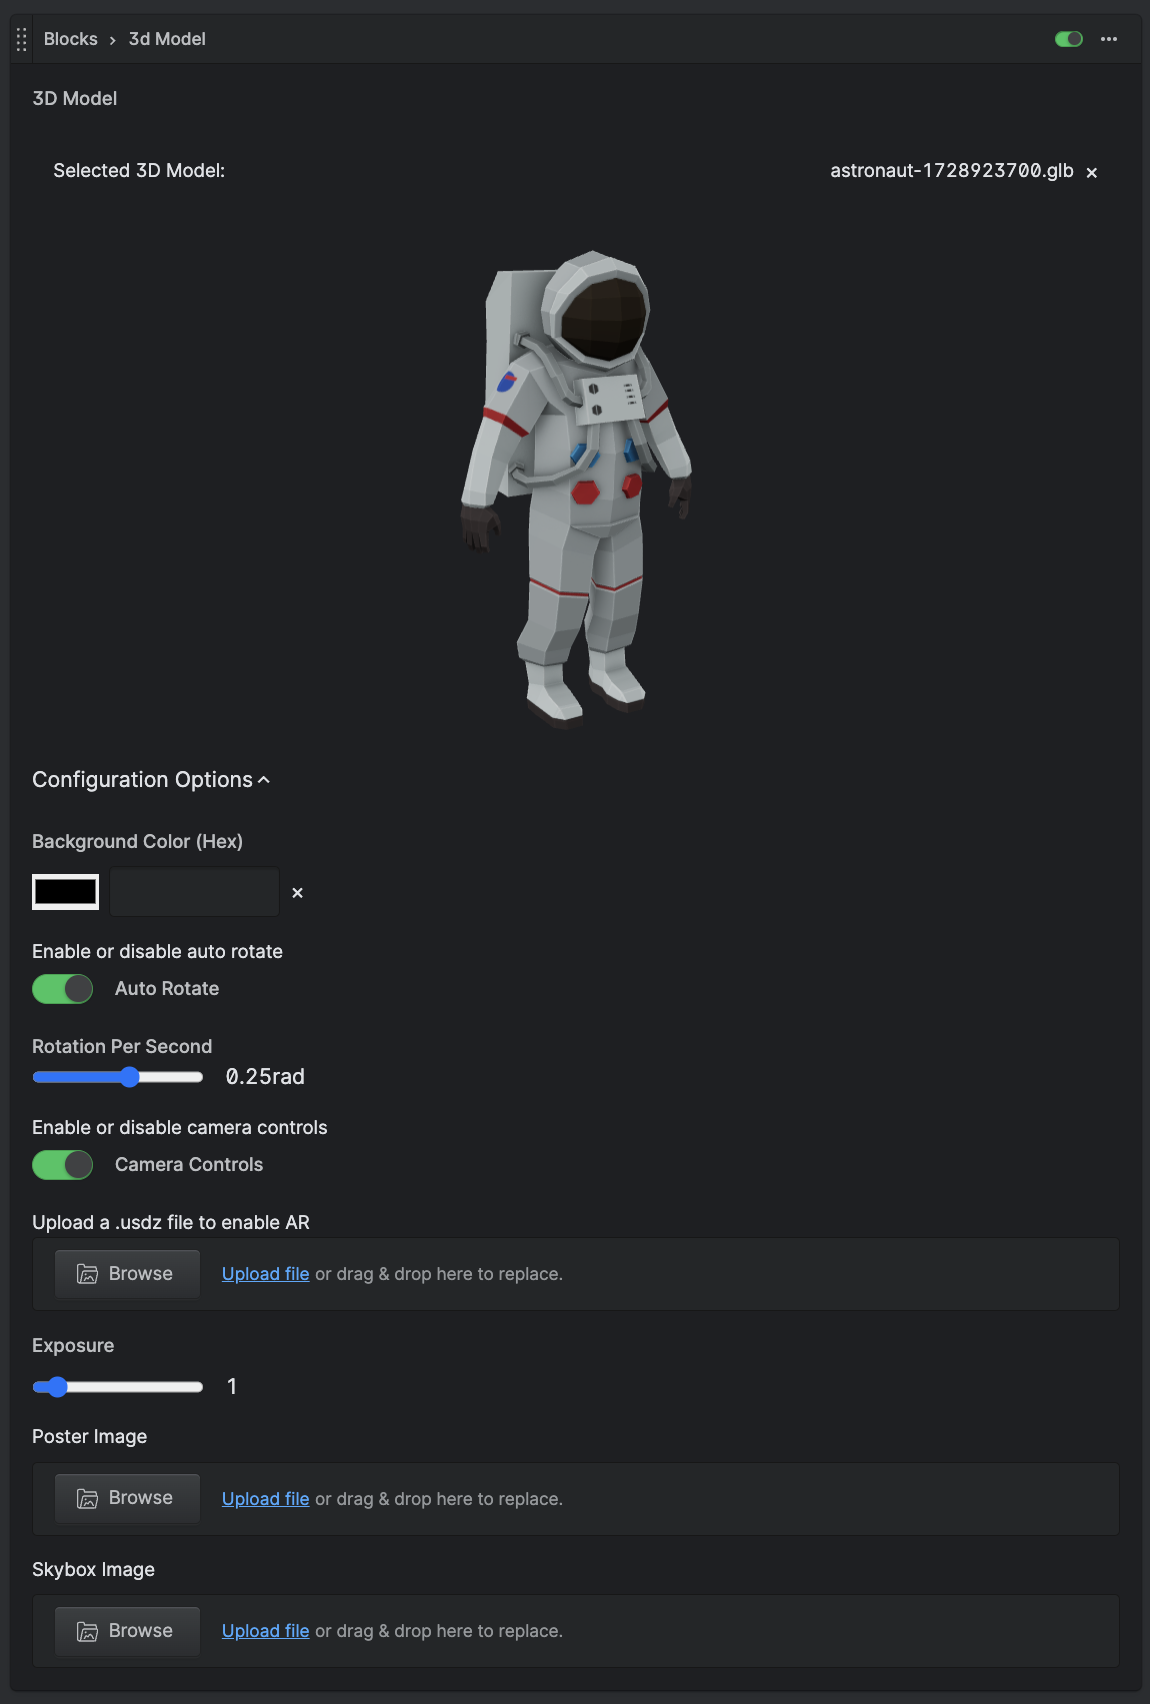 Blocks › 3d Model
3D Model
Selected 3D Model: astronaut-1728923700.glb ×
Configuration Options
Background Color (Hex)
×
Enable or disable auto rotate
Auto Rotate
Rotation Per Second
0.25rad
Enable or disable camera controls
Camera Controls
Upload a .usdz file to enable AR
Browse Upload file or drag & drop here to replace.
Exposure
1
Poster Image
Browse Upload file or drag & drop here to replace.
Skybox Image
Browse Upload file or drag & drop here to replace.